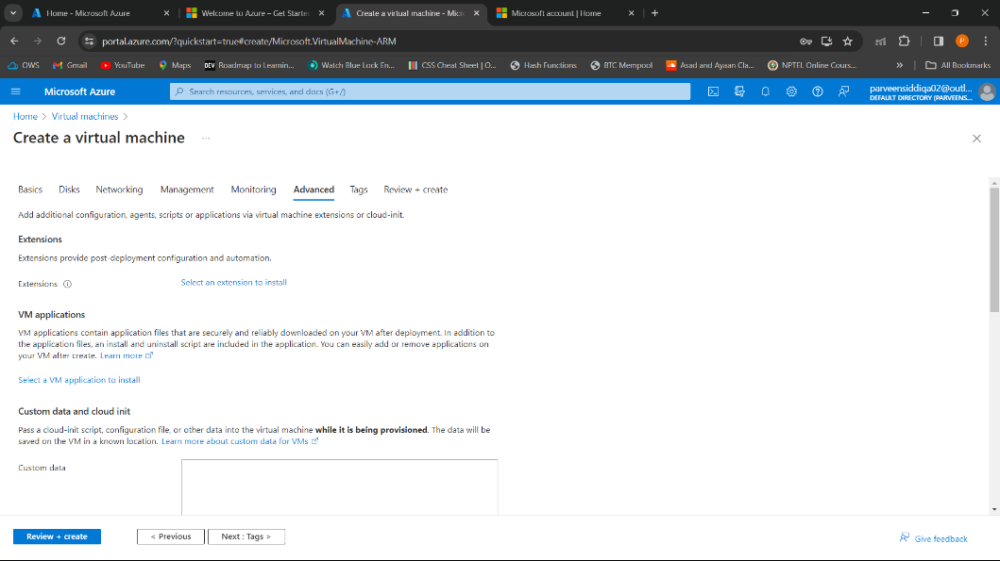 Home - Microsoft Azure
Welcome to Azure – Get Starte
Create a virtual machine - Micro
Microsoft account | Home
portal.azure.com/?quickstart=true#create/Microsoft.VirtualMachine-ARM
P
OWS
Gmail
YouTube
Maps
DEV
Roadmap to Learnin...
Watch Blue Lock En...
CSS Cheat Sheet | O...
Hash Functions
BTC Mempool
Asad and Ayaan Cla...
NPTEL Online Cours...
All Bookmarks
Microsoft Azure
Search resources, services, and docs (G+/)
parveensiddiqa02@outl...
DEFAULT DIRECTORY (PARVEENS...
Home > Virtual machines >
Create a virtual machine ...
Basics Disks Networking Management Monitoring Advanced Tags Review + create
Add additional configuration, agents, scripts or applications via virtual machine extensions or cloud-init.
Extensions
Extensions provide post-deployment configuration and automation.
Extensions
Select an extension to install
VM applications
VM applications contain application files that are securely and reliably downloaded on your VM after deployment. In addition to
the application files, an install and uninstall script are included in the application. You can easily add or remove applications on
your VM after create. Learn more
Select a VM application to install
Custom data and cloud init
Pass a cloud-init script, configuration file, or other data into the virtual machine while it is being provisioned. The data will be
saved on the VM in a known location. Learn more about custom data for VMs
Custom data
Review + create
< Previous
Next : Tags >
Give feedback